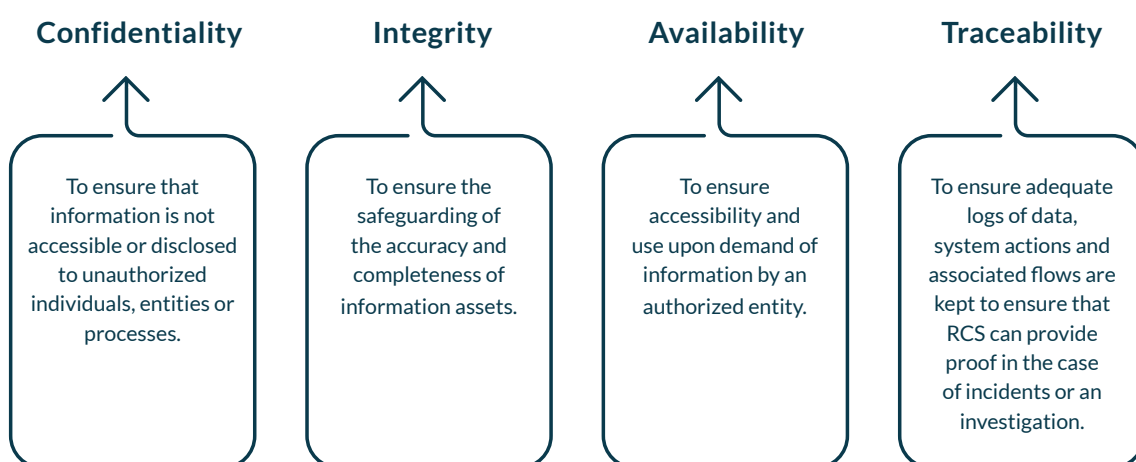 Confidentiality
To ensure that
information is not
accessible or disclosed
to unauthorized
individuals, entities or
processes.
Integrity
To ensure the
safeguarding of
the accuracy and
completeness of
information assets.
Availability
To ensure
accessibility and
use upon demand of
information by an
authorized entity.
Traceability
To ensure adequate
logs of data,
system actions and
associated flows are
kept to ensure that
RCS can provide
proof in the case
of incidents or an
investigation.